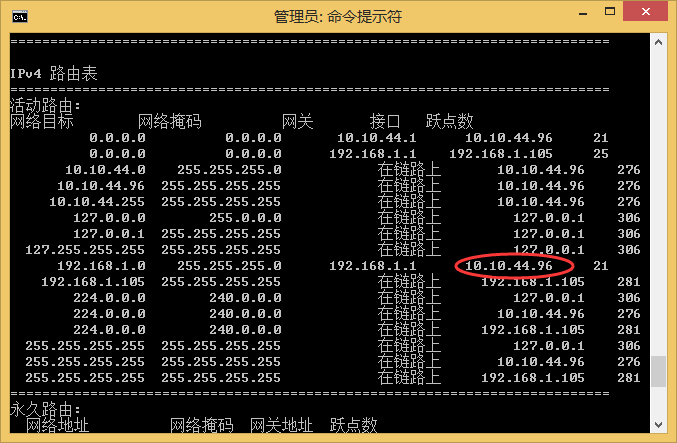 管理员: 命令提示符
===========================================================================
IPv4 路由表
===========================================================================
活动路由:
网络目标 网络掩码 网关 接口 跃点数
0.0.0.0 0.0.0.0 10.10.44.1 10.10.44.96 21
0.0.0.0 0.0.0.0 192.168.1.1 192.168.1.105 25
10.10.44.0 255.255.255.0 在链路上 10.10.44.96 276
10.10.44.96 255.255.255.255 在链路上 10.10.44.96 276
10.10.44.255 255.255.255.255 在链路上 10.10.44.96 276
127.0.0.0 255.0.0.0 在链路上 127.0.0.1 306
127.0.0.1 255.255.255.255 在链路上 127.0.0.1 306
127.255.255.255 255.255.255.255 在链路上 127.0.0.1 306
192.168.1.0 255.255.255.0 192.168.1.1 10.10.44.96 21
192.168.1.105 255.255.255.255 在链路上 192.168.1.105 281
224.0.0.0 240.0.0.0 在链路上 127.0.0.1 306
224.0.0.0 240.0.0.0 在链路上 10.10.44.96 276
224.0.0.0 240.0.0.0 在链路上 192.168.1.105 281
255.255.255.255 255.255.255.255 在链路上 127.0.0.1 306
255.255.255.255 255.255.255.255 在链路上 10.10.44.96 276
255.255.255.255 255.255.255.255 在链路上 192.168.1.105 281
===========================================================================
永久路由:
网络地址 网络掩码 网关地址 跃点数